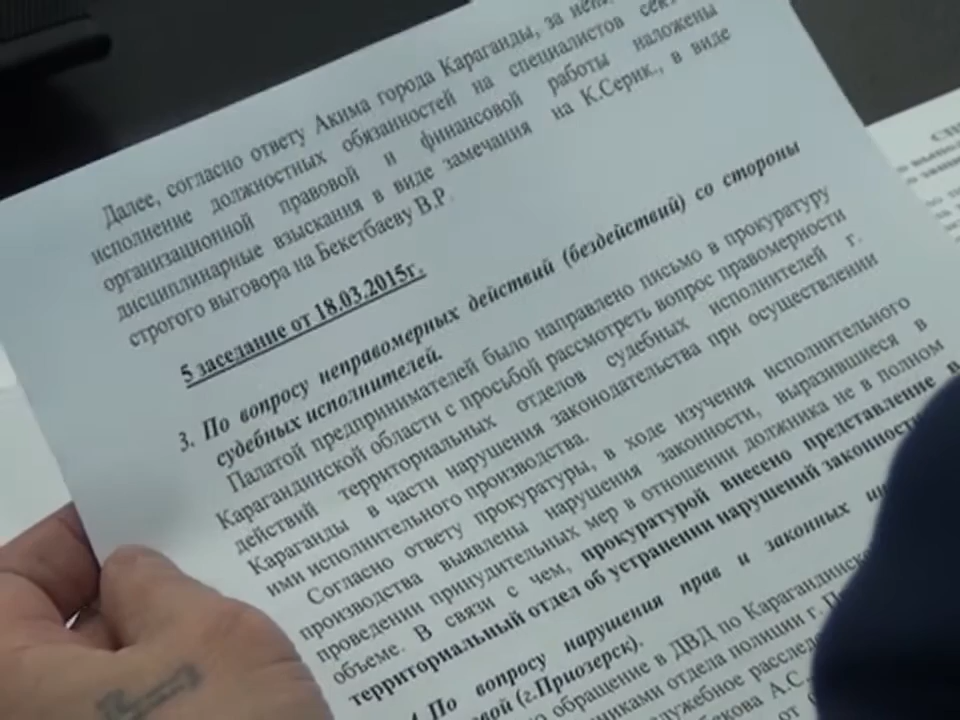 Далее, согласно ответу Акима города Караганды, за
исполнение должностных обязанностей на специалистов
организационной правовой и финансовой работы наложены
дисциплинарные взыскания в виде замечания на К.Серик., в виде
строгого выговора на Бекетбаеву В.Р.
5 заседание от 18.03.2015г.
3. По вопросу неправомерных действий (бездействий) со стороны
судебных исполнителей.
Палатой предпринимателей было направлено письмо в прокуратуру
Карагандинской области с просьбой рассмотреть вопрос правомерности
действий территориальных отделов судебных исполнителей г.
Караганды в части нарушения законодательства при осуществлении
ими исполнительного производства.
Согласно ответу прокуратуры, в ходе изучения исполнительного
производства выявлены нарушения законности, выразившиеся в
проведении принудительных мер в отношении должника не в полном
объеме. В связи с чем, прокуратурой внесено представление в
территориальный отдел об устранении нарушений законности
По вопросу нарушения прав и законных
(г.Приозерск).
обращение в ДВД по
отдела полиции г.
служебное
А.С.
от